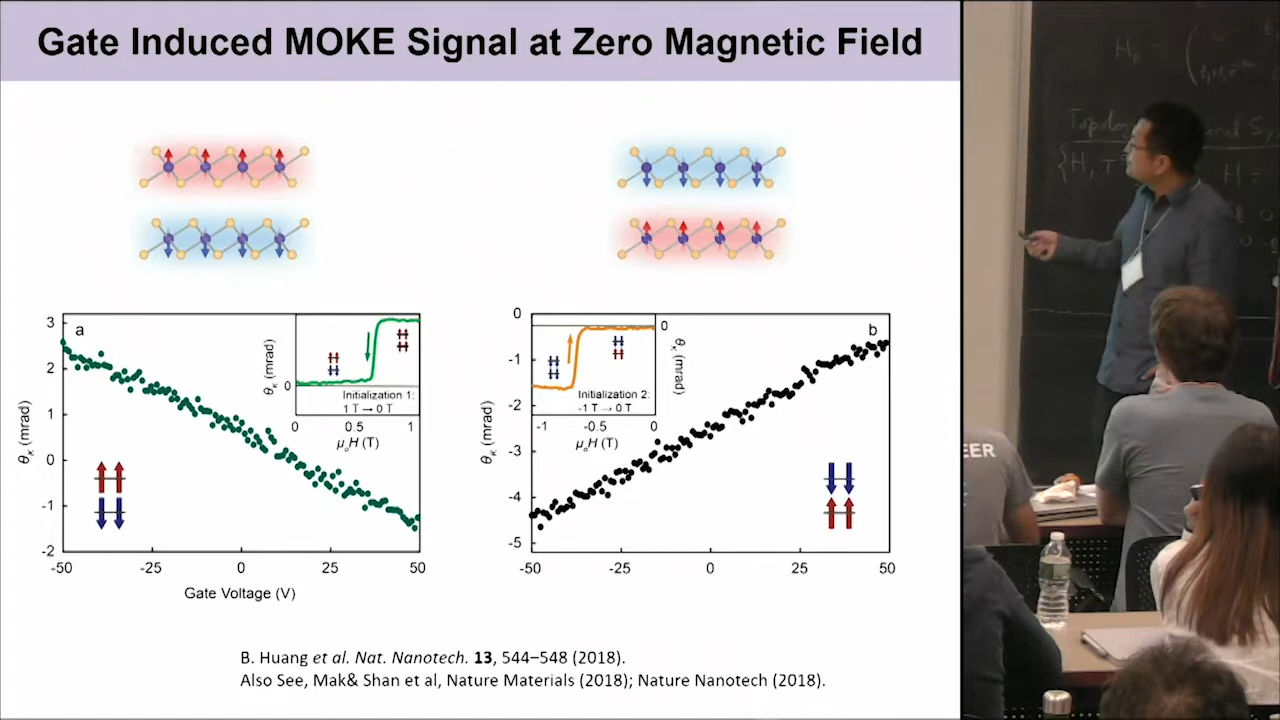 Gate Induced MOKE Signal at Zero Magnetic Field
a
θκ (mrad)
3
2
1
0
-1
-2
-50
-25
0
25
50
Gate Voltage (V)
θκ (mrad)
0
Initialization 1:
1 T → 0 T
0
0.5
1
μ₀H (T)
b
θκ (mrad)
0
-1
-2
-3
-4
-5
-50
-25
0
25
50
0
θκ (mrad)
Initialization 2:
-1 T → 0 T
-1
-0.5
0
μ₀H (T)
B. Huang et al. Nat. Nanotech. 13, 544–548 (2018).
Also See, Mak& Shan et al, Nature Materials (2018); Nature Nanotech (2018).
EER